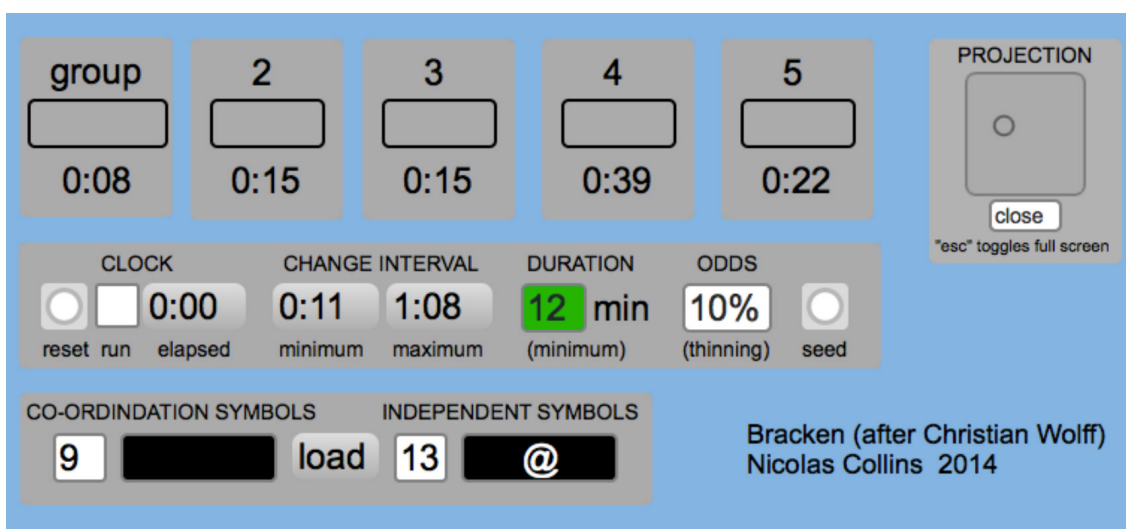 group 2 3 4 5
0:08 0:15 0:15 0:39 0:22
PROJECTION
close
"esc" toggles full screen
CLOCK CHANGE INTERVAL DURATION ODDS
0:00 0:11 1:08 12 min 10%
reset run elapsed minimum maximum (minimum) (thinning) seed
CO-ORDINDATION SYMBOLS INDEPENDENT SYMBOLS
9 load 13 @
Bracken (after Christian Wolff)
Nicolas Collins 2014